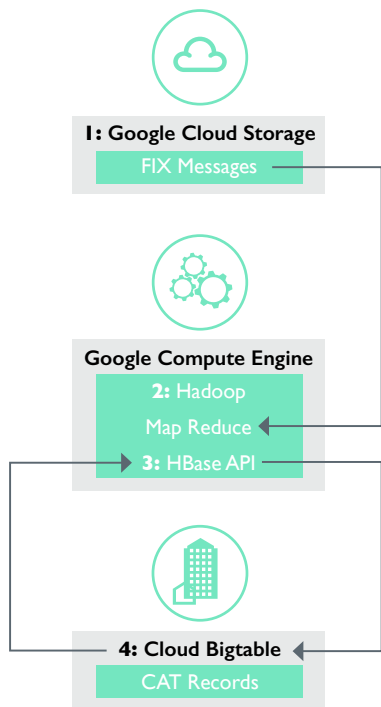 1: Google Cloud Storage
FIX Messages
Google Compute Engine
2: Hadoop
Map Reduce
3: HBase API
4: Cloud Bigtable
CAT Records